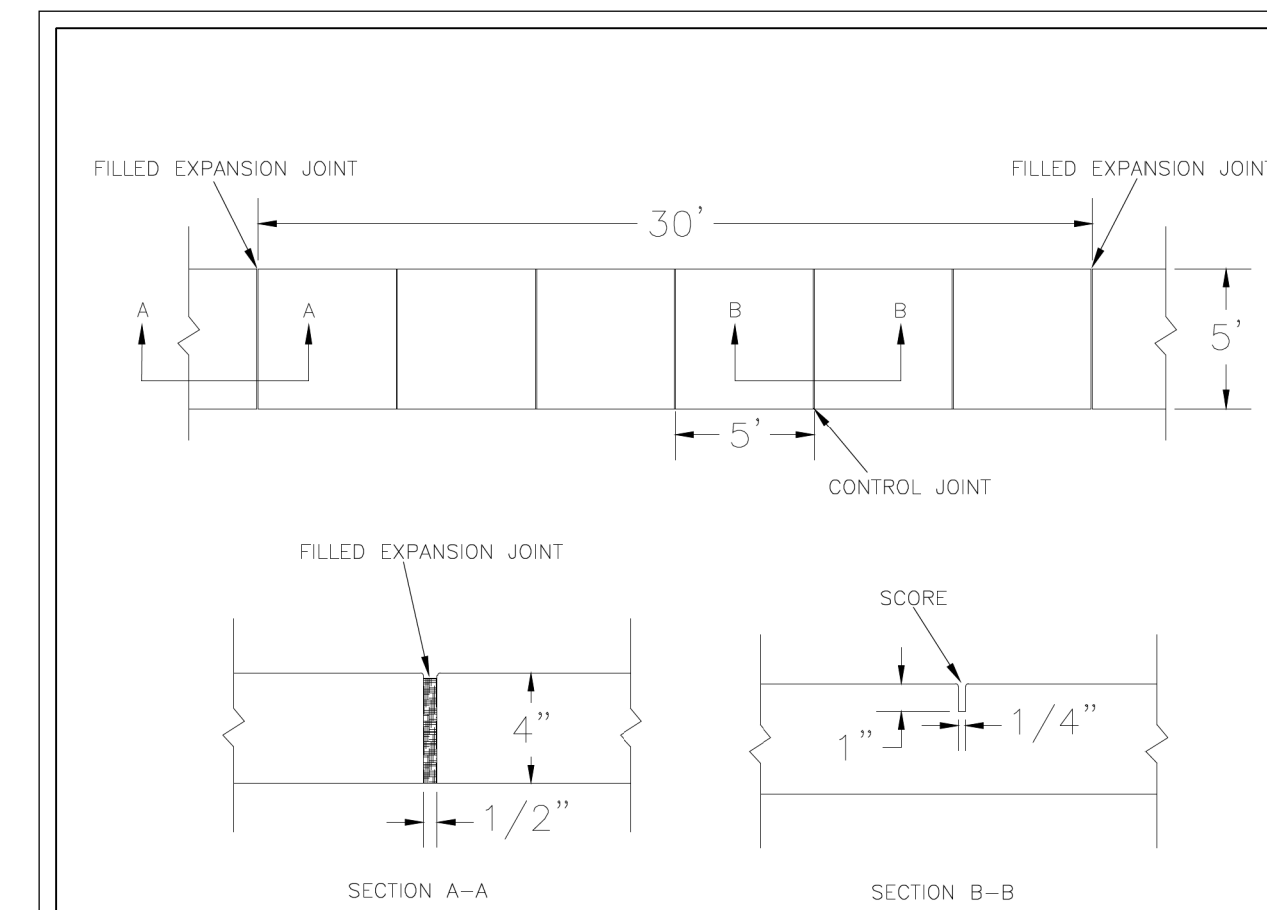 FILLED EXPANSION JOINT
FILLED EXPANSION JOINT
30'
A
A
B
B
5'
5'
CONTROL JOINT
FILLED EXPANSION JOINT
SCORE
4"
1"
1/4"
1/2"
SECTION A-A
SECTION B-B